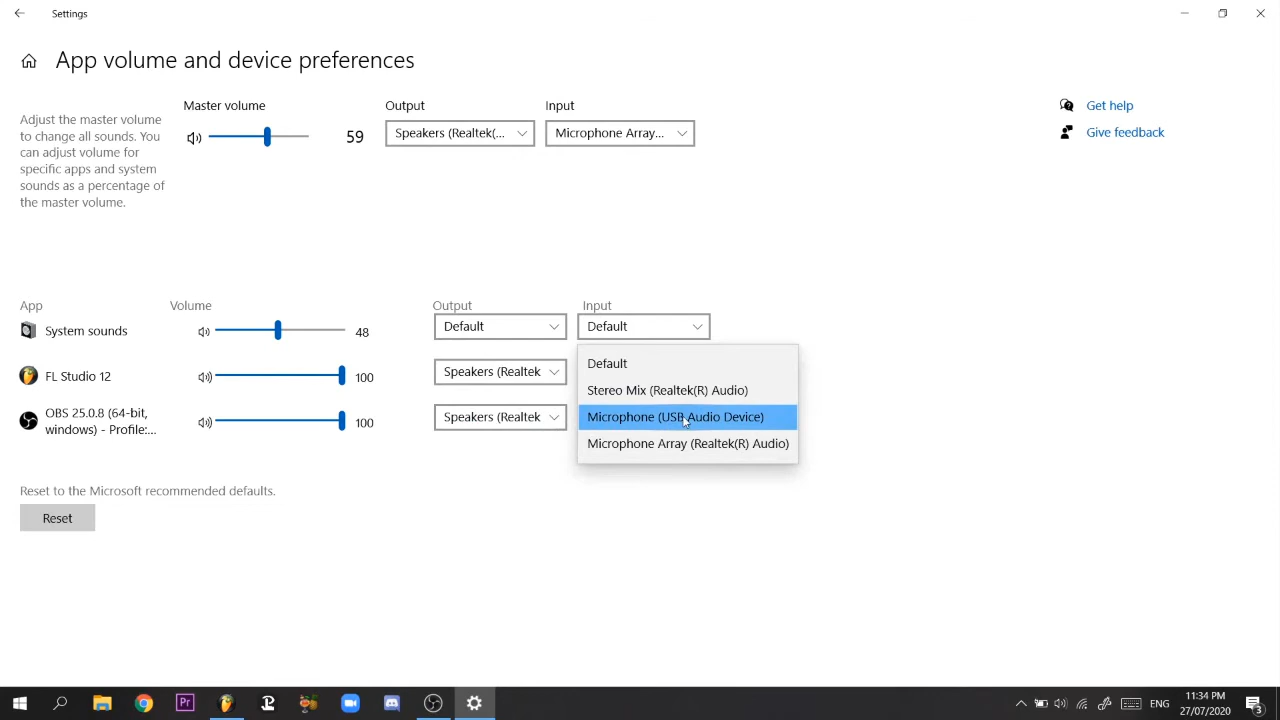 Settings
App volume and device preferences
Adjust the master volume
to change all sounds. You
can adjust volume for
specific apps and system
sounds as a percentage of
the master volume.
Master volume
59
Output
Speakers (Realtek(...
Input
Microphone Array...
Get help
Give feedback
App Volume Output Input
System sounds 48 Default Default
FL Studio 12 100 Speakers (Realtek
OBS 25.0.8 (64-bit,
windows) - Profile:...
100 Speakers (Realtek
Default
Stereo Mix (Realtek(R) Audio)
Microphone (USB Audio Device)
Microphone Array (Realtek(R) Audio)
Reset to the Microsoft recommended defaults.
Reset
Pr
ENG
11:34 PM
27/07/2020
3